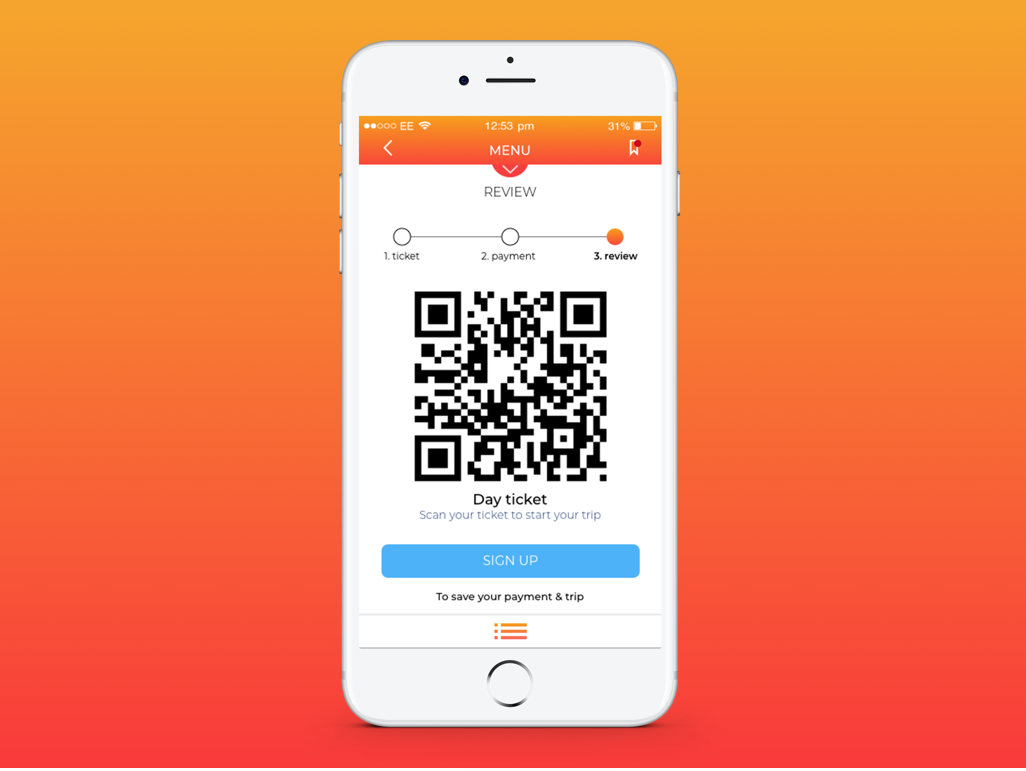 EE 12:53 pm 31%
MENU
REVIEW
1. ticket 2. payment 3. review
Day ticket
Scan your ticket to start your trip
SIGN UP
To save your payment & trip